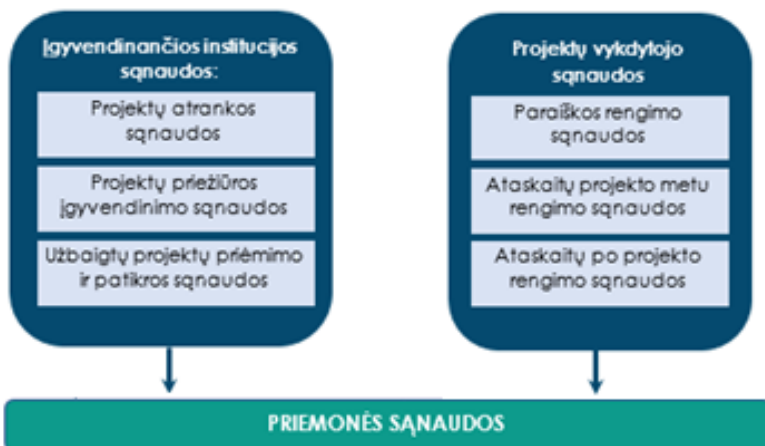 Įgyvendinančios institucijos
sąnaudos:
Projektų atrankos
sąnaudos
Projektų priežiūros
įgyvendinimo sąnaudos
Užbaigtų projektų priėmimo
ir patikros sąnaudos
Projektų vykdytojo
sąnaudos
Paraiškos rengimo
sąnaudos
Ataskaitų projekto metu
rengimo sąnaudos
Ataskaitų po projekto
rengimo sąnaudos
PRIEMONĖS SĄNAUDOS